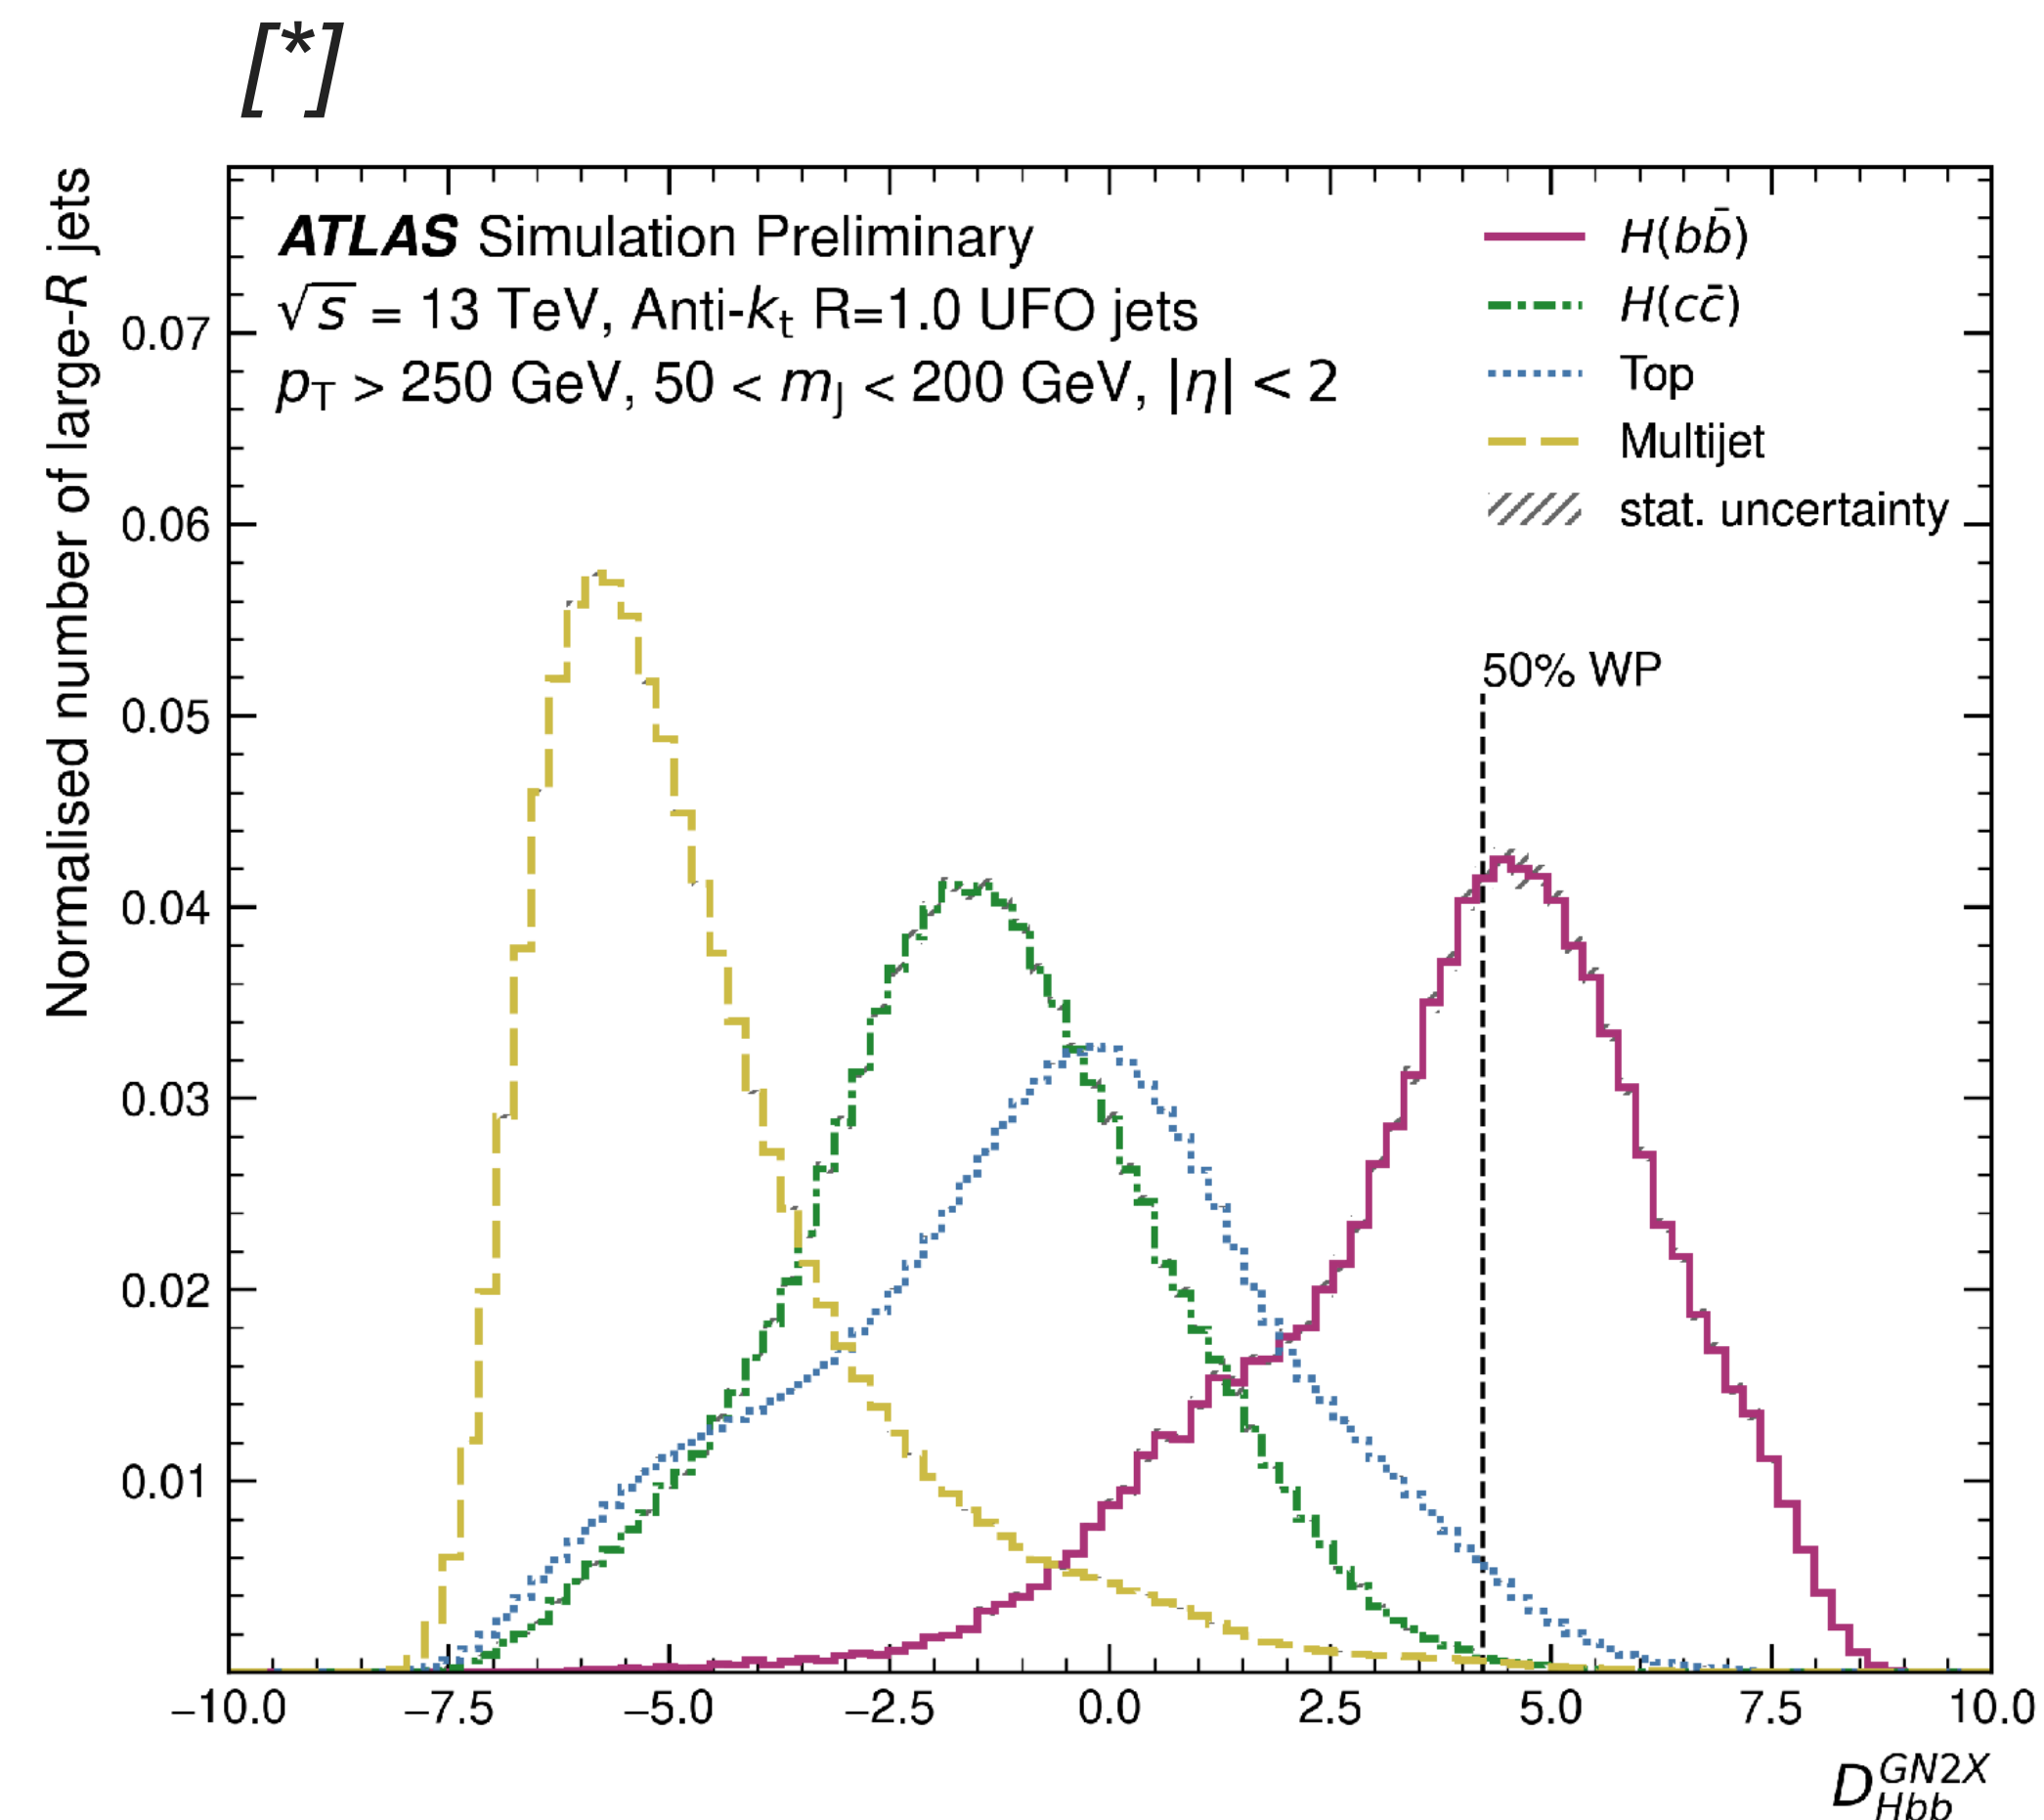 [*]
Normalised number of large-R jets
ATLAS Simulation Preliminary
√s = 13 TeV, Anti-kt R=1.0 UFO jets
pT > 250 GeV, 50 < mJ < 200 GeV, |η| < 2
H(bb̄)
H(cc̄)
Top
Multijet
stat. uncertainty
50% WP
0.07
0.06
0.05
0.04
0.03
0.02
0.01
−10.0 −7.5 −5.0 −2.5 0.0 2.5 5.0 7.5 10.0
D^GN2X_Hbb